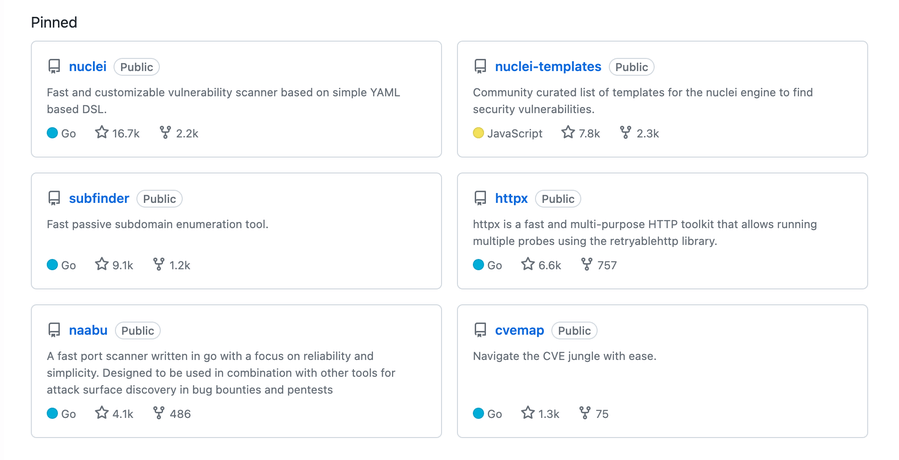 Pinned
nuclei Public
Fast and customizable vulnerability scanner based on simple YAML
based DSL.
Go 16.7k 2.2k
nuclei-templates Public
Community curated list of templates for the nuclei engine to find
security vulnerabilities.
JavaScript 7.8k 2.3k
subfinder Public
Fast passive subdomain enumeration tool.
Go 9.1k 1.2k
httpx Public
httpx is a fast and multi-purpose HTTP toolkit that allows running
multiple probes using the retryablehttp library.
Go 6.6k 757
naabu Public
A fast port scanner written in go with a focus on reliability and
simplicity. Designed to be used in combination with other tools for
attack surface discovery in bug bounties and pentests
Go 4.1k 486
cvemap Public
Navigate the CVE jungle with ease.
Go 1.3k 75